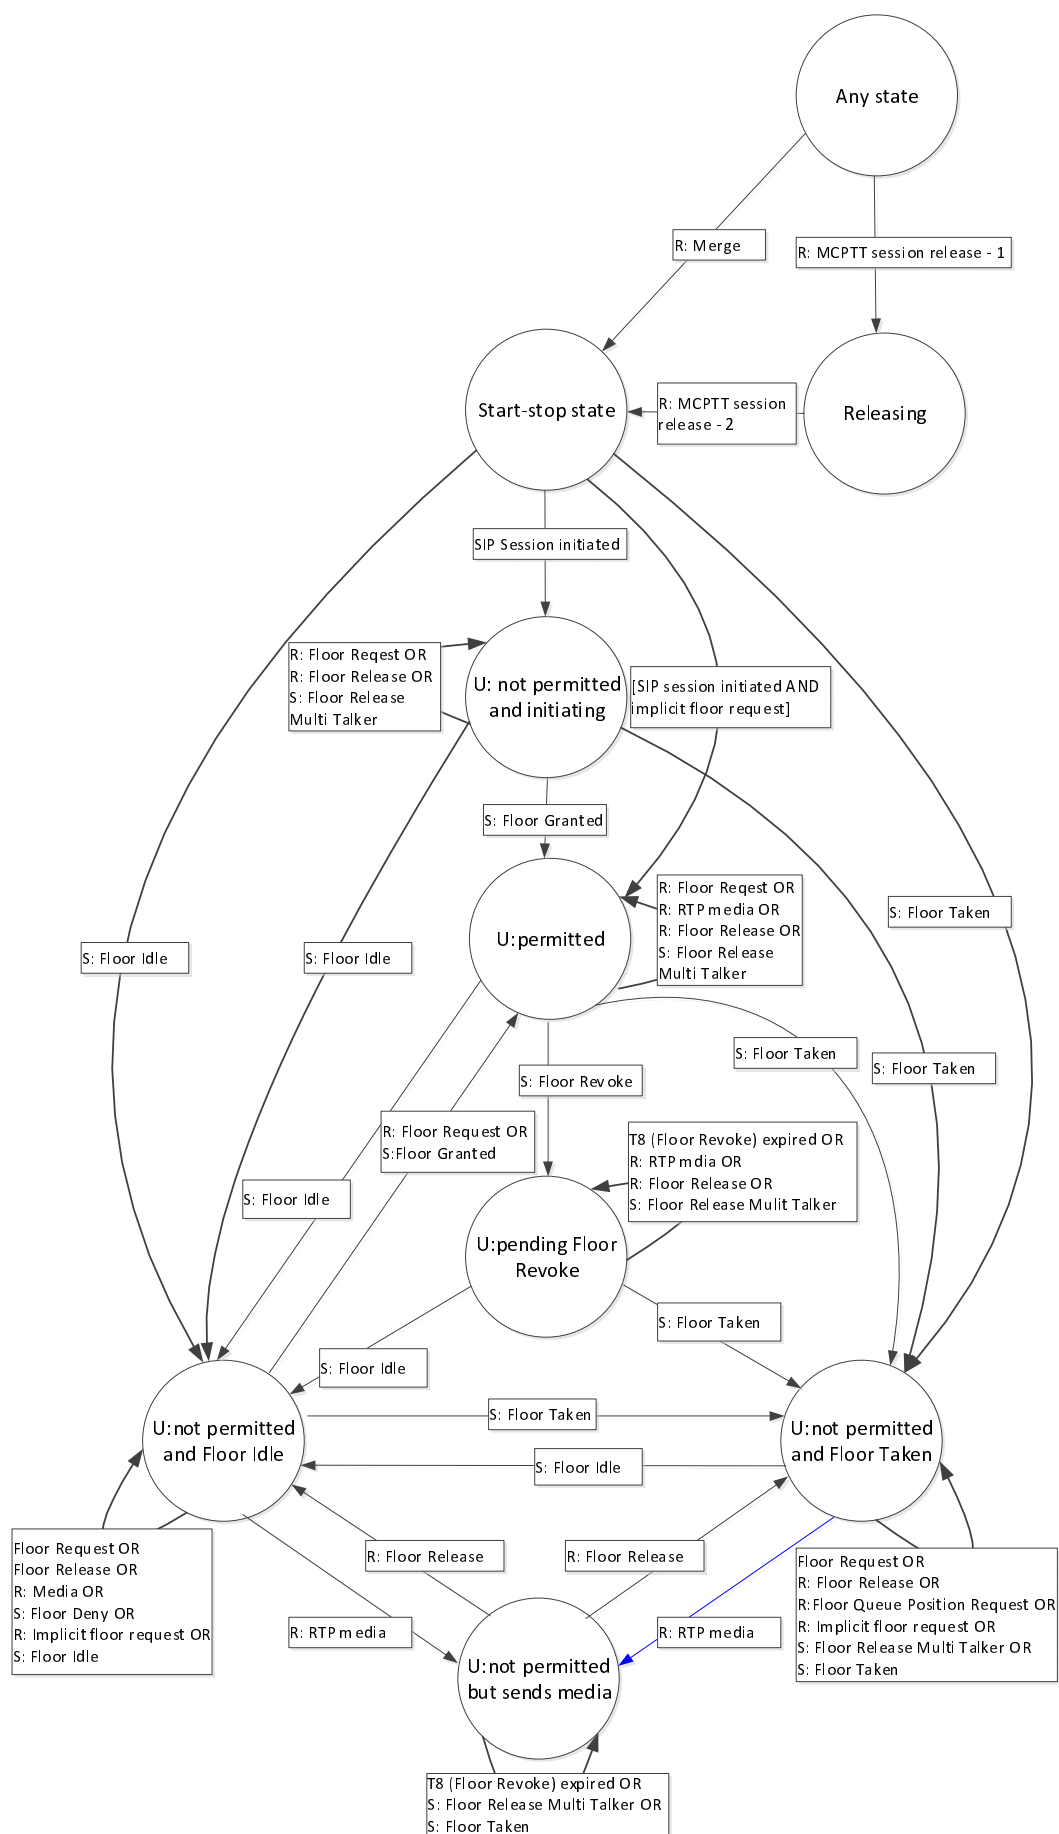 Any state
R: Merge
R: MCPTT session release - 1
Start-stop state
R: MCPTT session
release - 2
Releasing
SIP Session initiated
R: Floor Reqest OR
R: Floor Release OR
S: Floor Release
Multi Talker
U: not permitted
and initiating
[SIP session initiated AND
implicit floor request]
S: Floor Granted
R: Floor Reqest OR
R: RTP media OR
R: Floor Release OR
S: Floor Release
Multi Talker
S: Floor Taken
U:permitted
S: Floor Idle
S: Floor Idle
S: Floor Taken
S: Floor Taken
S: Floor Revoke
R: Floor Request OR
S:Floor Granted
T8 (Floor Revoke) expired OR
R: RTP mdia OR
R: Floor Release OR
S: Floor Release Mulit Talker
S: Floor Idle
U:pending Floor
Revoke
S: Floor Taken
S: Floor Idle
U:not permitted
and Floor Idle
S: Floor Taken
U:not permitted
and Floor Taken
S: Floor Idle
Floor Request OR
Floor Release OR
R: Media OR
S: Floor Deny OR
R: Implicit floor request OR
S: Floor Idle
R: Floor Release
R: Floor Release
Floor Request OR
R: Floor Release OR
R:Floor Queue Position Request OR
R: Implicit floor request OR
S: Floor Release Multi Talker OR
S: Floor Taken
R: RTP media
R: RTP media
U:not permitted
but sends media
T8 (Floor Revoke) expired OR
S: Floor Release Multi Talker OR
S: Floor Taken